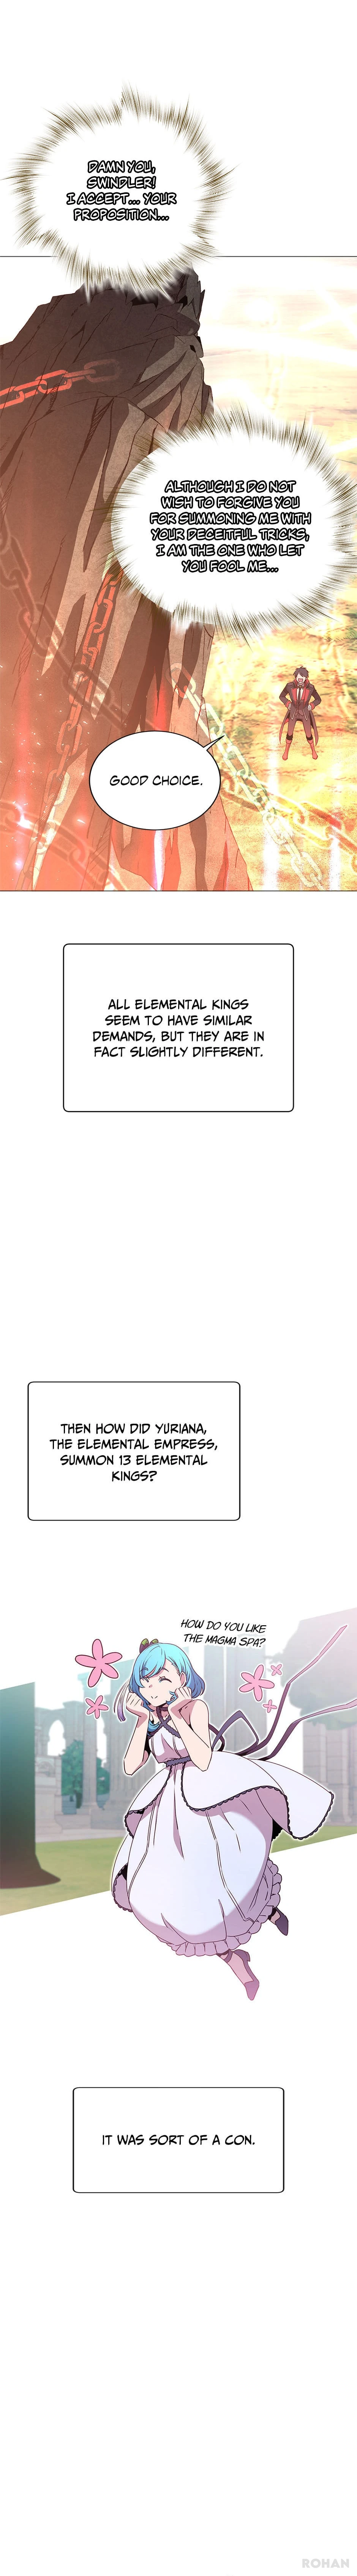 DAMN YOU,
SWINDLER!
I ACCEPT... YOUR
PROPOSITION...
ALTHOUGH I DO NOT
WISH TO FORGIVE YOU
FOR SUMMONING ME WITH
YOUR DECEITFUL TRICKS,
I AM THE ONE WHO LET
YOU FOOL ME...
GOOD CHOICE.
ALL ELEMENTAL KINGS
SEEM TO HAVE SIMILAR
DEMANDS, BUT THEY ARE IN
FACT SLIGHTLY DIFFERENT.
THEN HOW DID YURIANA,
THE ELEMENTAL EMPRESS,
SUMMON 13 ELEMENTAL
KINGS?
HOW DO YOU LIKE
THE MAGMA SPA?
IT WAS SORT OF A CON.
ROHAN